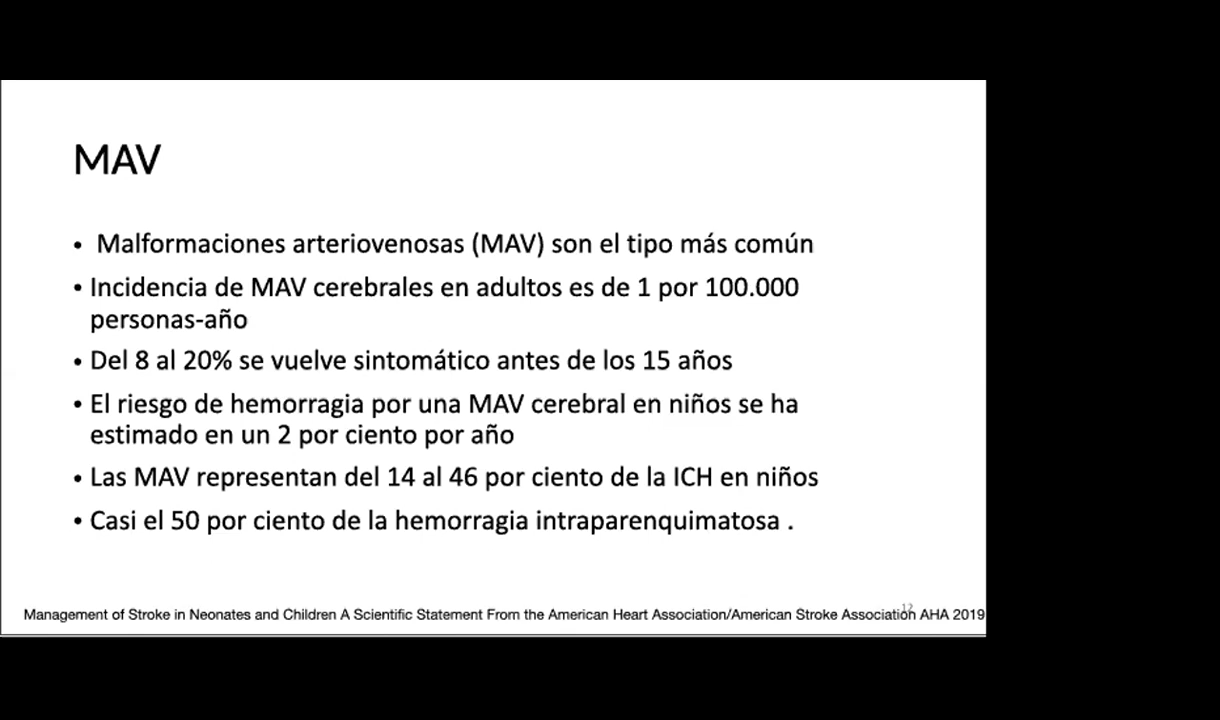 MAV
• Malformaciones arteriovenosas (MAV) son el tipo más común
• Incidencia de MAV cerebrales en adultos es de 1 por 100.000
personas-año
• Del 8 al 20% se vuelve sintomático antes de los 15 años
• El riesgo de hemorragia por una MAV cerebral en niños se ha
estimado en un 2 por ciento por año
• Las MAV representan del 14 al 46 por ciento de la ICH en niños
• Casi el 50 por ciento de la hemorragia intraparenquimatosa .
12
Management of Stroke in Neonates and Children A Scientific Statement From the American Heart Association/American Stroke Association AHA 2019